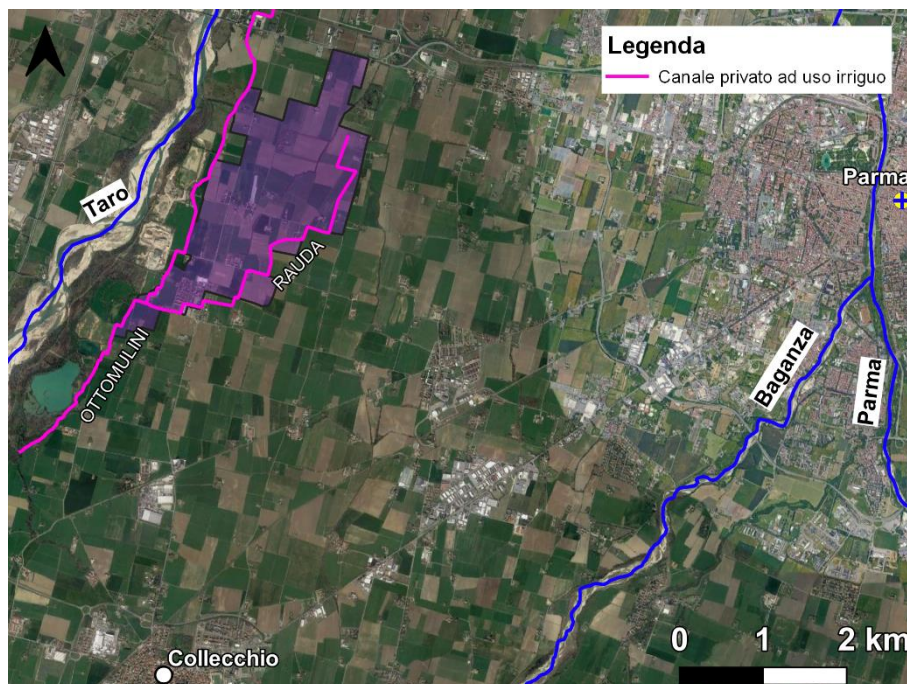 Legenda
Canale privato ad uso irriguo
Parma
Taro
RAUDA
OTTOMULINI
Baganza
Parma
0 1 2 km
Collecchio